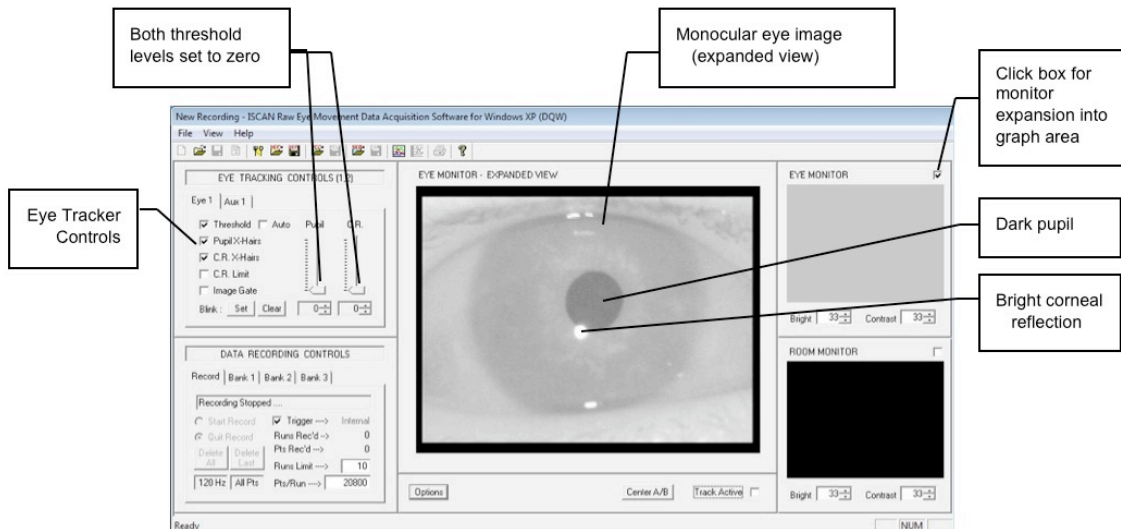 Both threshold
levels set to zero
Monocular eye image
(expanded view)
Click box for
monitor
expansion into
graph area
Eye Tracker
Controls
Dark pupil
Bright corneal
reflection
New Recording - ISCAN Raw Eye Movement Data Acquisition Software for Windows XP (DQW)
File View Help
EYE TRACKING CONTROLS (1,2)
Eye 1 Aux 1
Threshold Auto Pupil C.R.
Pupil X-Hairs
C.R. X-Hairs
C.R. Limit
Image Gate
Blink : Set Clear 0 0
DATA RECORDING CONTROLS
Record Bank 1 Bank 2 Bank 3
Recording Stopped ....
Start Record Trigger ---> Internal
Quit Record Runs Rec'd -> 0
Delete All Delete Last Pts Rec'd ---> 0
Runs Limit ---> 10
120 Hz All Pts Pts/Run ---> 20800
EYE MONITOR - EXPANDED VIEW
Options Center A/B Track Active
EYE MONITOR
Bright 33 Contrast 33
ROOM MONITOR
Bright 33 Contrast 33
Ready NUM